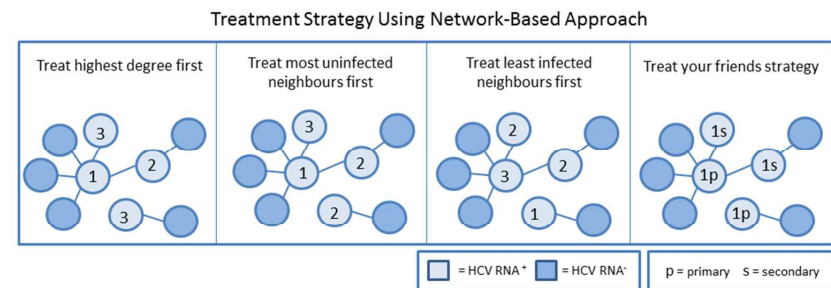 Treatment Strategy Using Network-Based Approach
Treat highest degree first
3
1
2
3
Treat most uninfected
neighbours first
3
1
2
2
Treat least infected
neighbours first
2
3
2
1
Treat your friends strategy
1s
1p
1s
1p
= HCV RNA⁺
= HCV RNA⁻
p = primary s = secondary